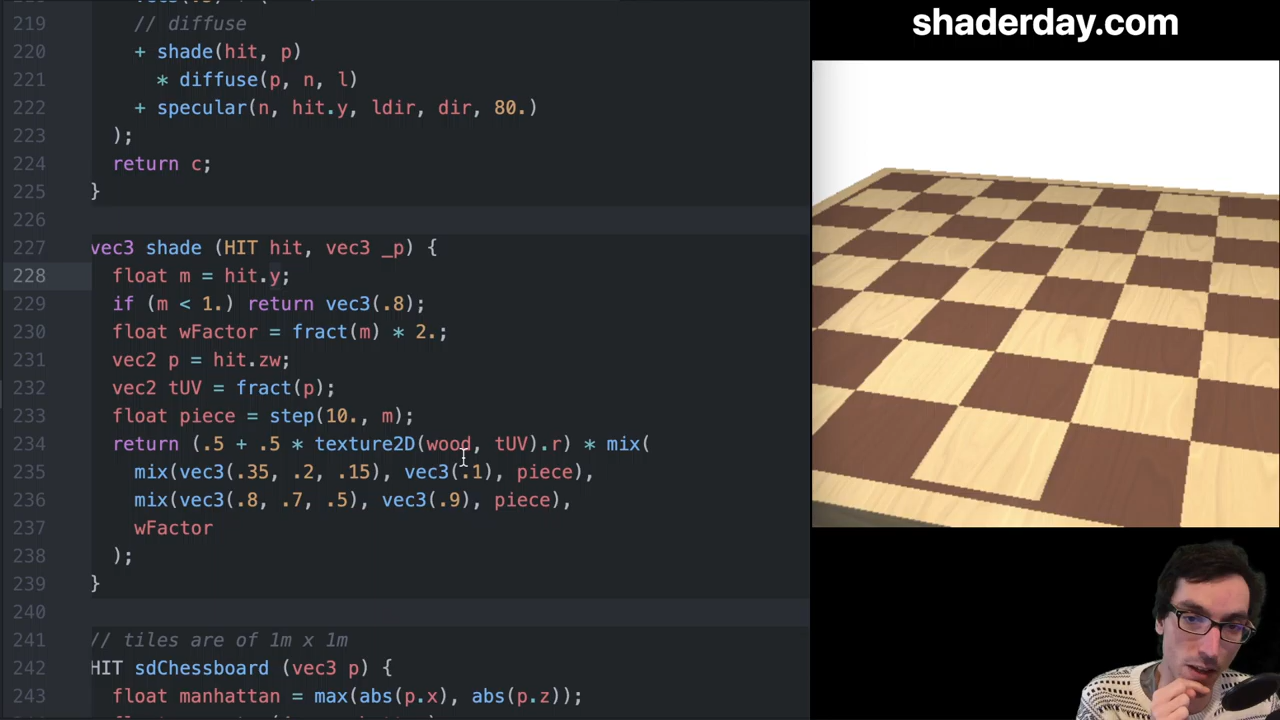 shaderday.com
219 // diffuse
220 + shade(hit, p)
221 * diffuse(p, n, l)
222 + specular(n, hit.y, ldir, dir, 80.)
223 );
224 return c;
225 }
226
227 vec3 shade (HIT hit, vec3 _p) {
228 float m = hit.y;
229 if (m < 1.) return vec3(.8);
230 float wFactor = fract(m) * 2.;
231 vec2 p = hit.zw;
232 vec2 tUV = fract(p);
233 float piece = step(10., m);
234 return (.5 + .5 * texture2D(wood, tUV).r) * mix(
235 mix(vec3(.35, .2, .15), vec3(.1), piece),
236 mix(vec3(.8, .7, .5), vec3(.9), piece),
237 wFactor
238 );
239 }
240
241 // tiles are of 1m x 1m
242 HIT sdChessboard (vec3 p) {
243 float manhattan = max(abs(p.x), abs(p.z));